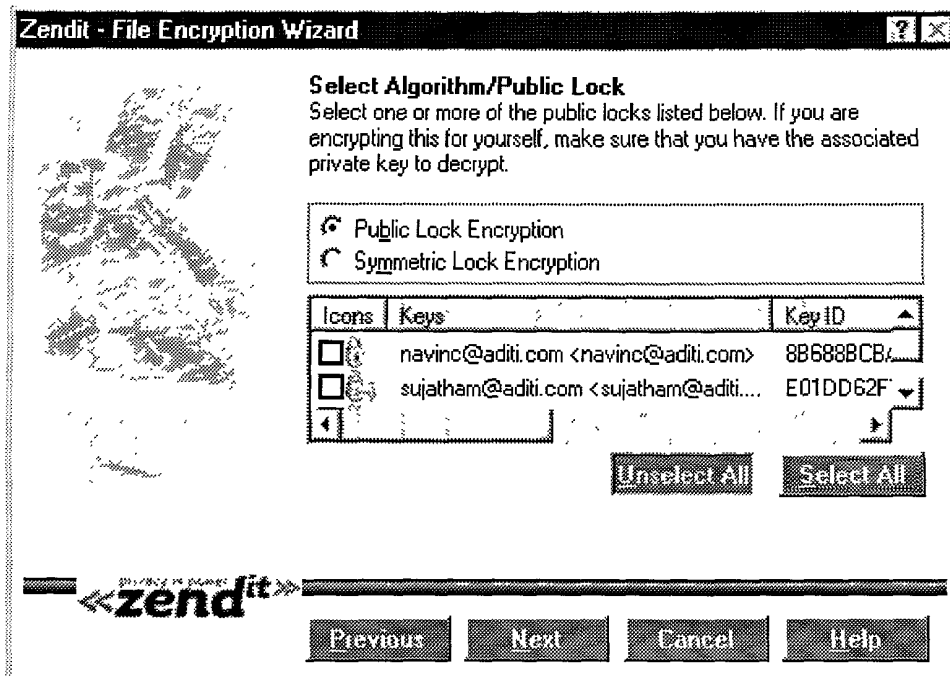 Zendit - File Encryption Wizard
Select Algorithm/Public Lock
Select one or more of the public locks listed below. If you are
encrypting this for yourself, make sure that you have the associated
private key to decrypt.
Public Lock Encryption
Symmetric Lock Encryption
Icons Keys Key ID
navinc@aditi.com <navinc@aditi.com> 8B688BCBA
sujatham@aditi.com <sujatham@aditi.... E01DD62F
Unselect All Select All
<<zendit>>
Previous Next Cancel Help